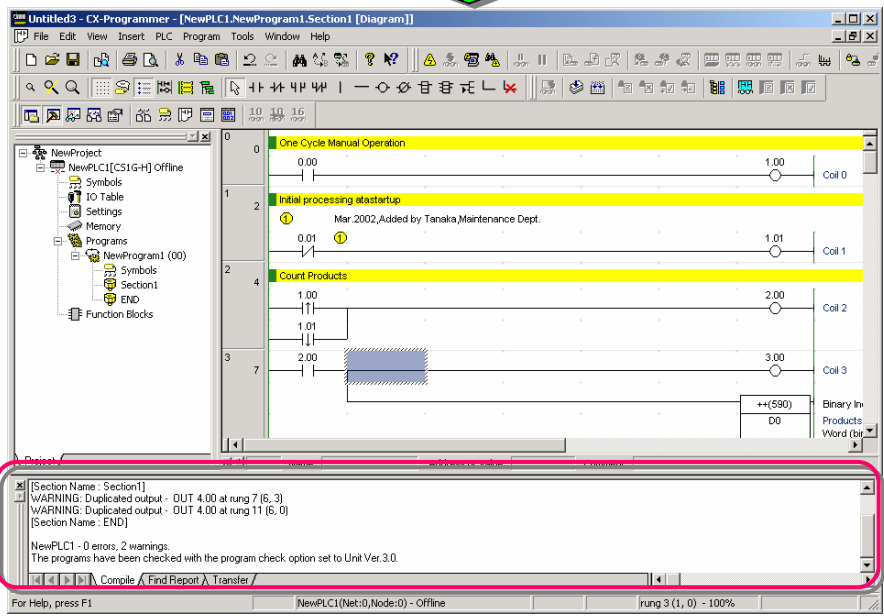 Untitled3 - CX-Programmer - [NewPLC1.NewProgram1.Section1 [Diagram]]
File Edit View Insert PLC Program Tools Window Help
10 10 16
NewProject
NewPLC1[CS1G-H] Offline
Symbols
IO Table
Settings
Memory
Programs
NewProgram1 (00)
Symbols
Section1
END
Function Blocks
Project
0
0
One Cycle Manual Operation
0.00 1.00
Coil 0
1
2
Initial processing atastartup
1 Mar.2002,Added by Tanaka,Maintenance Dept.
0.01 1 1.01
Coil 1
2
4
Count Products
1.00 2.00
Coil 2
1.01
3
7
2.00 3.00
Coil 3
++(590) Binary In
D0 Products
Word (bin
[Section Name : Section1]
WARNING: Duplicated output - OUT 4.00 at rung 7 (6, 3)
WARNING: Duplicated output - OUT 4.00 at rung 11 (6, 0)
[Section Name : END]
NewPLC1 - 0 errors, 2 warnings.
The programs have been checked with the program check option set to Unit Ver.3.0.
Compile Find Report Transfer
For Help, press F1 NewPLC1(Net:0,Node:0) - Offline rung 3 (1, 0) - 100%